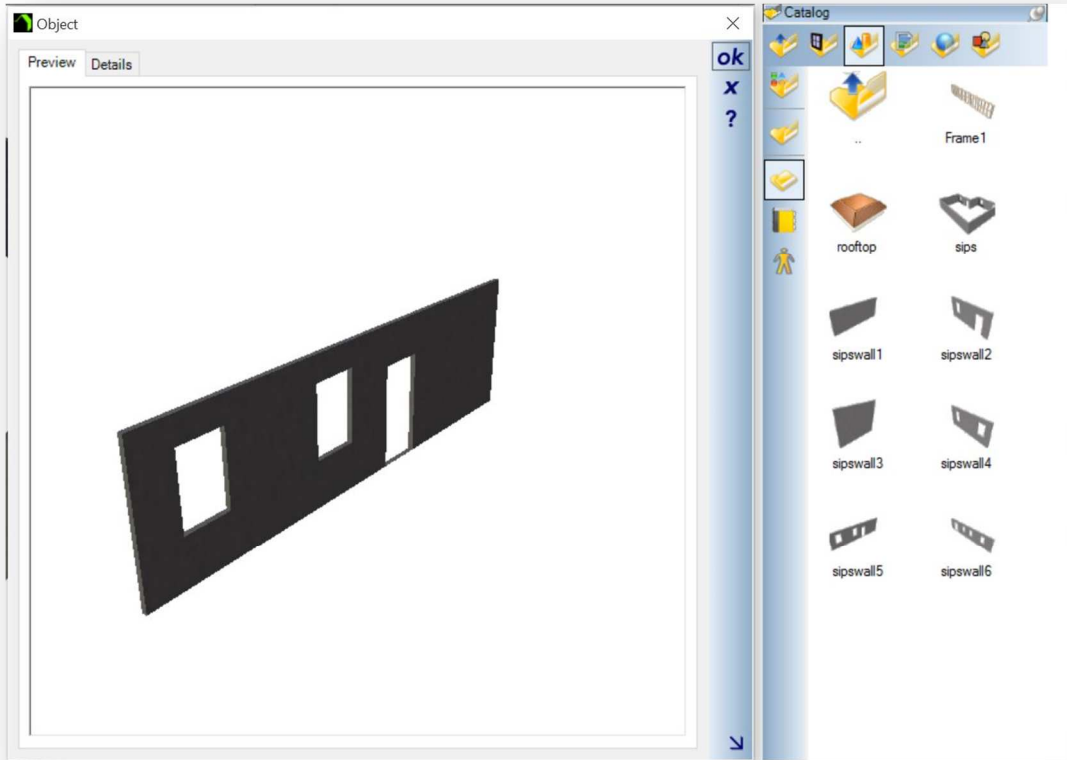 Object
Catalog
Preview
Details
ok
x
?
..
Frame1
rooftop
sips
sipswall1
sipswall2
sipswall3
sipswall4
sipswall5
sipswall6